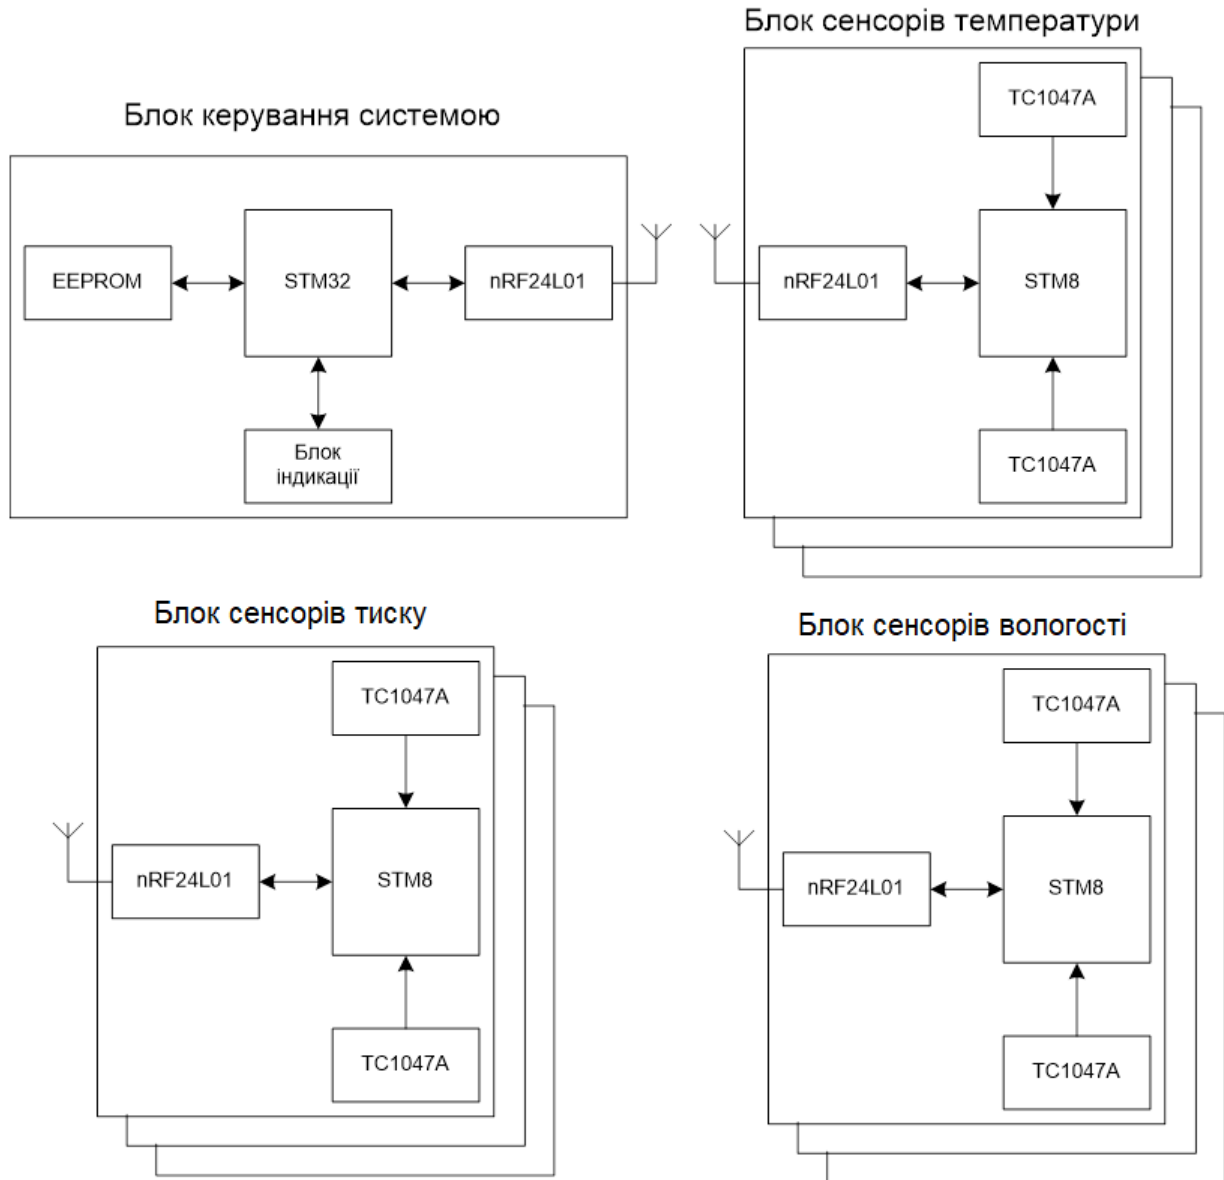 Блок керування системою
EEPROM
STM32
nRF24L01
Блок
індикації
Блок сенсорів температури
TC1047A
nRF24L01
STM8
TC1047A
Блок сенсорів тиску
TC1047A
nRF24L01
STM8
TC1047A
Блок сенсорів вологості
TC1047A
nRF24L01
STM8
TC1047A